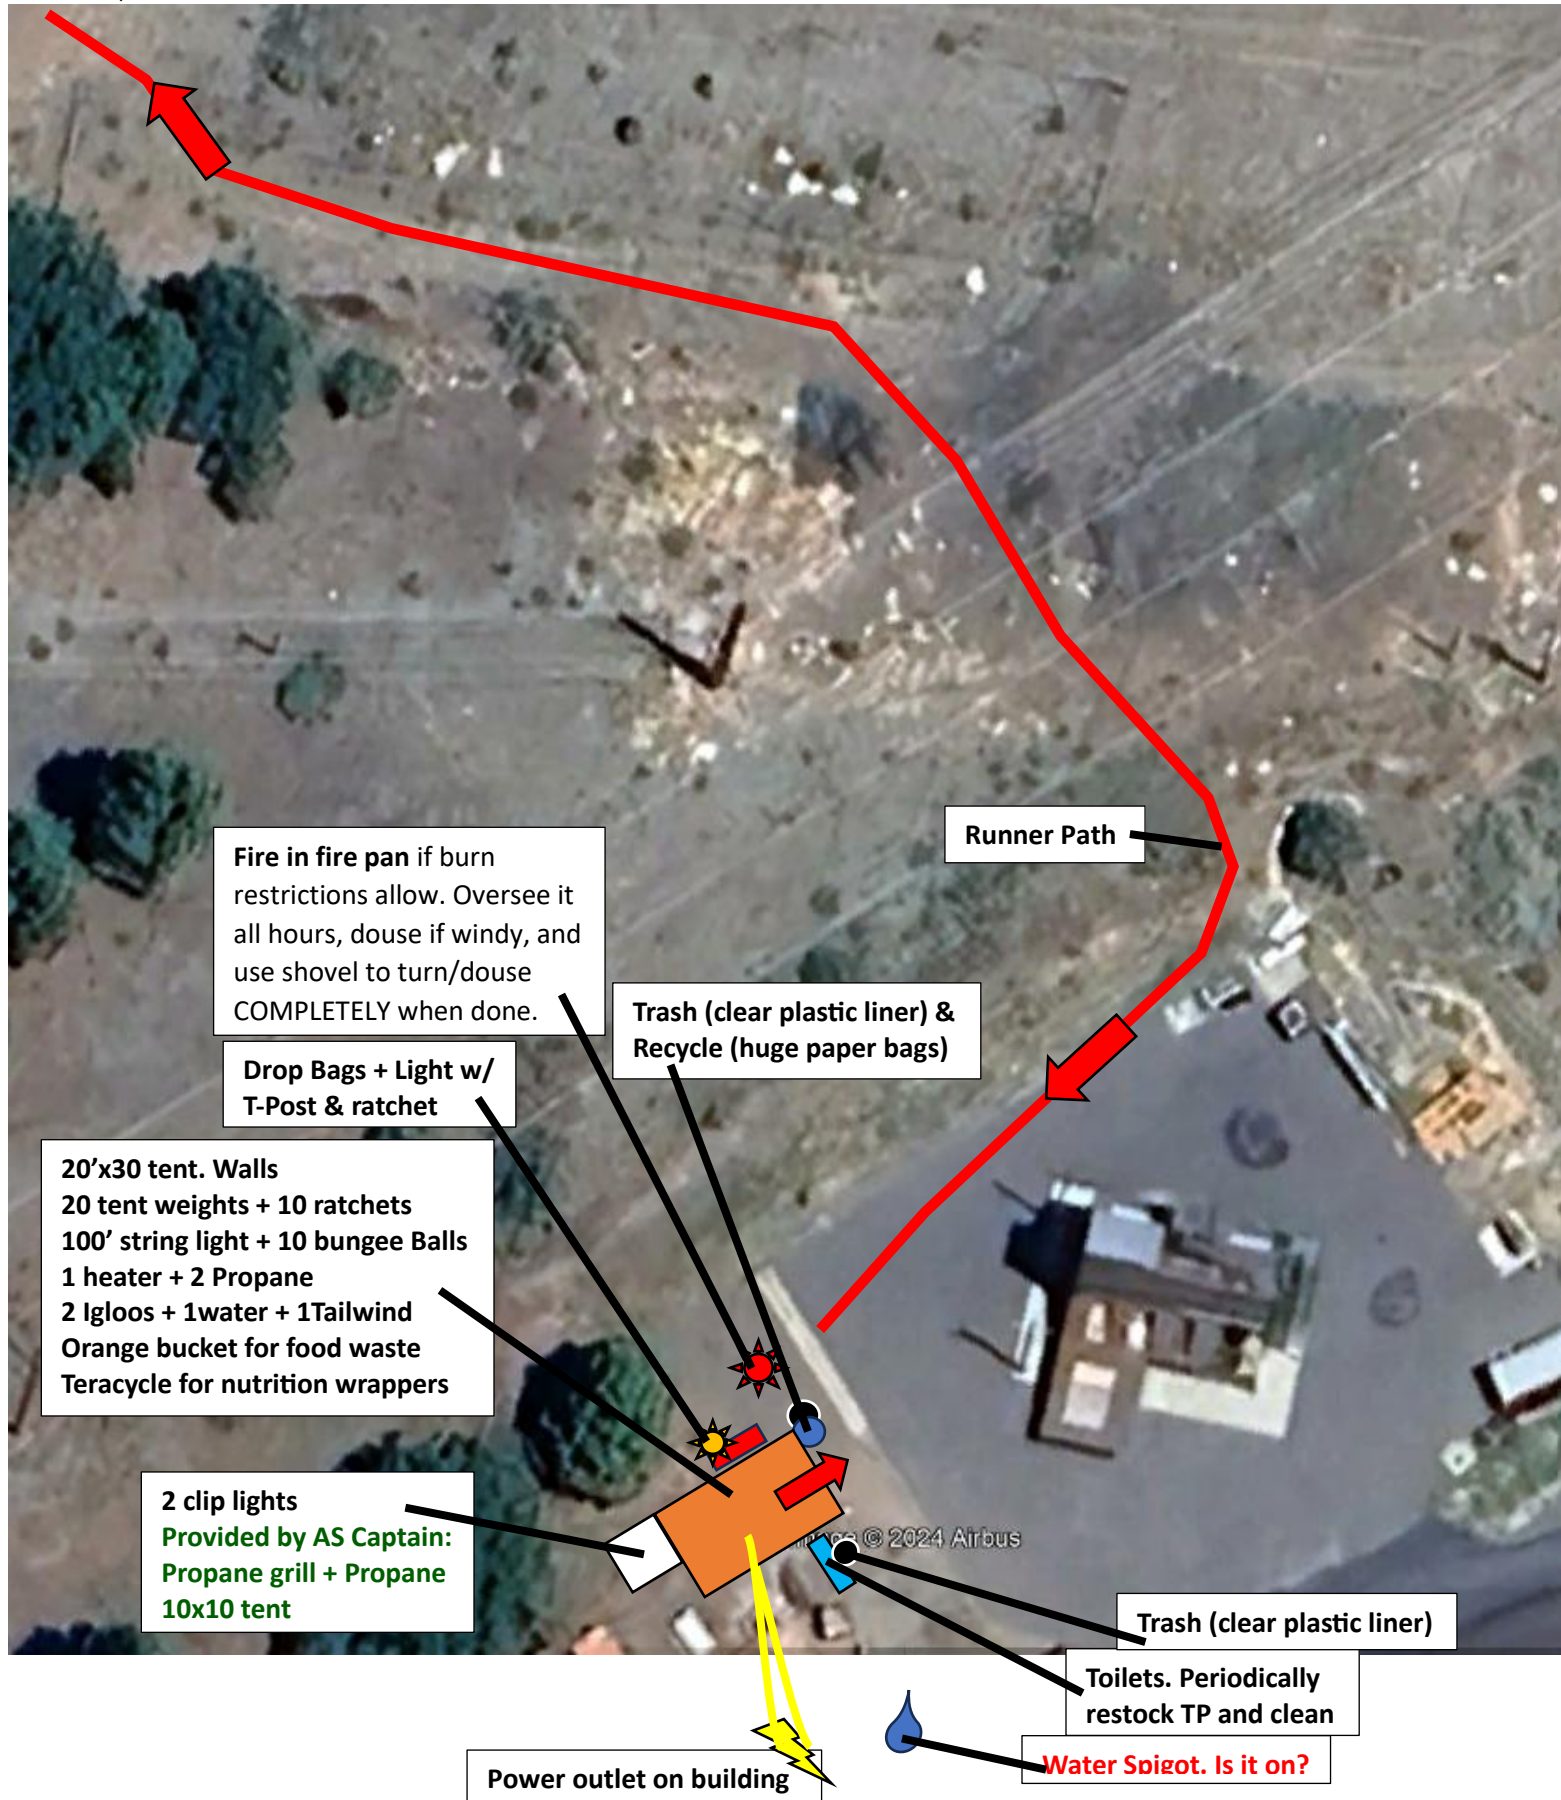 Fire in fire pan if burn
restrictions allow. Oversee it
all hours, douse if windy, and
use shovel to turn/douse
COMPLETELY when done.
Runner Path
Trash (clear plastic liner) &
Recycle (huge paper bags)
Drop Bags + Light w/
T-Post & ratchet
20’x30 tent. Walls
20 tent weights + 10 ratchets
100’ string light + 10 bungee Balls
1 heater + 2 Propane
2 Igloos + 1water + 1Tailwind
Orange bucket for food waste
Teracycle for nutrition wrappers
2 clip lights
Provided by AS Captain:
Propane grill + Propane
10x10 tent
© 2024 Airbus
Trash (clear plastic liner)
Toilets. Periodically
restock TP and clean
Water Spigot. Is it on?
Power outlet on building